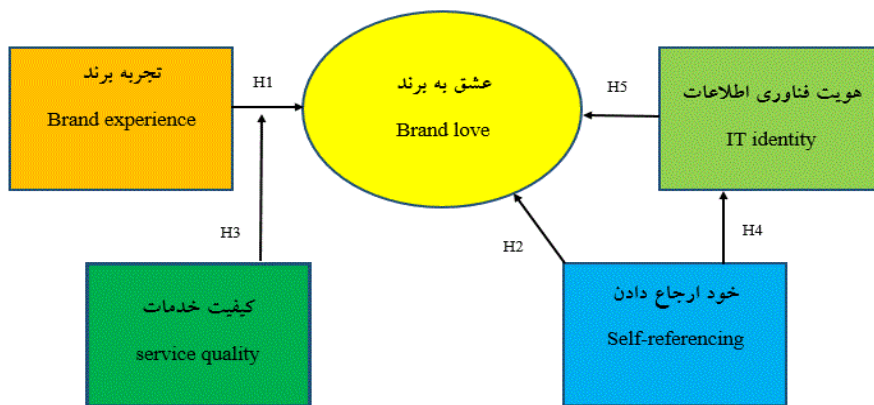 تجربه برند
Brand experience
H1
عشق به برند
Brand love
H5
هویت فناوری اطلاعات
IT identity
H3
H2
H4
کیفیت خدمات
service quality
خود ارجاع دادن
Self-referencing